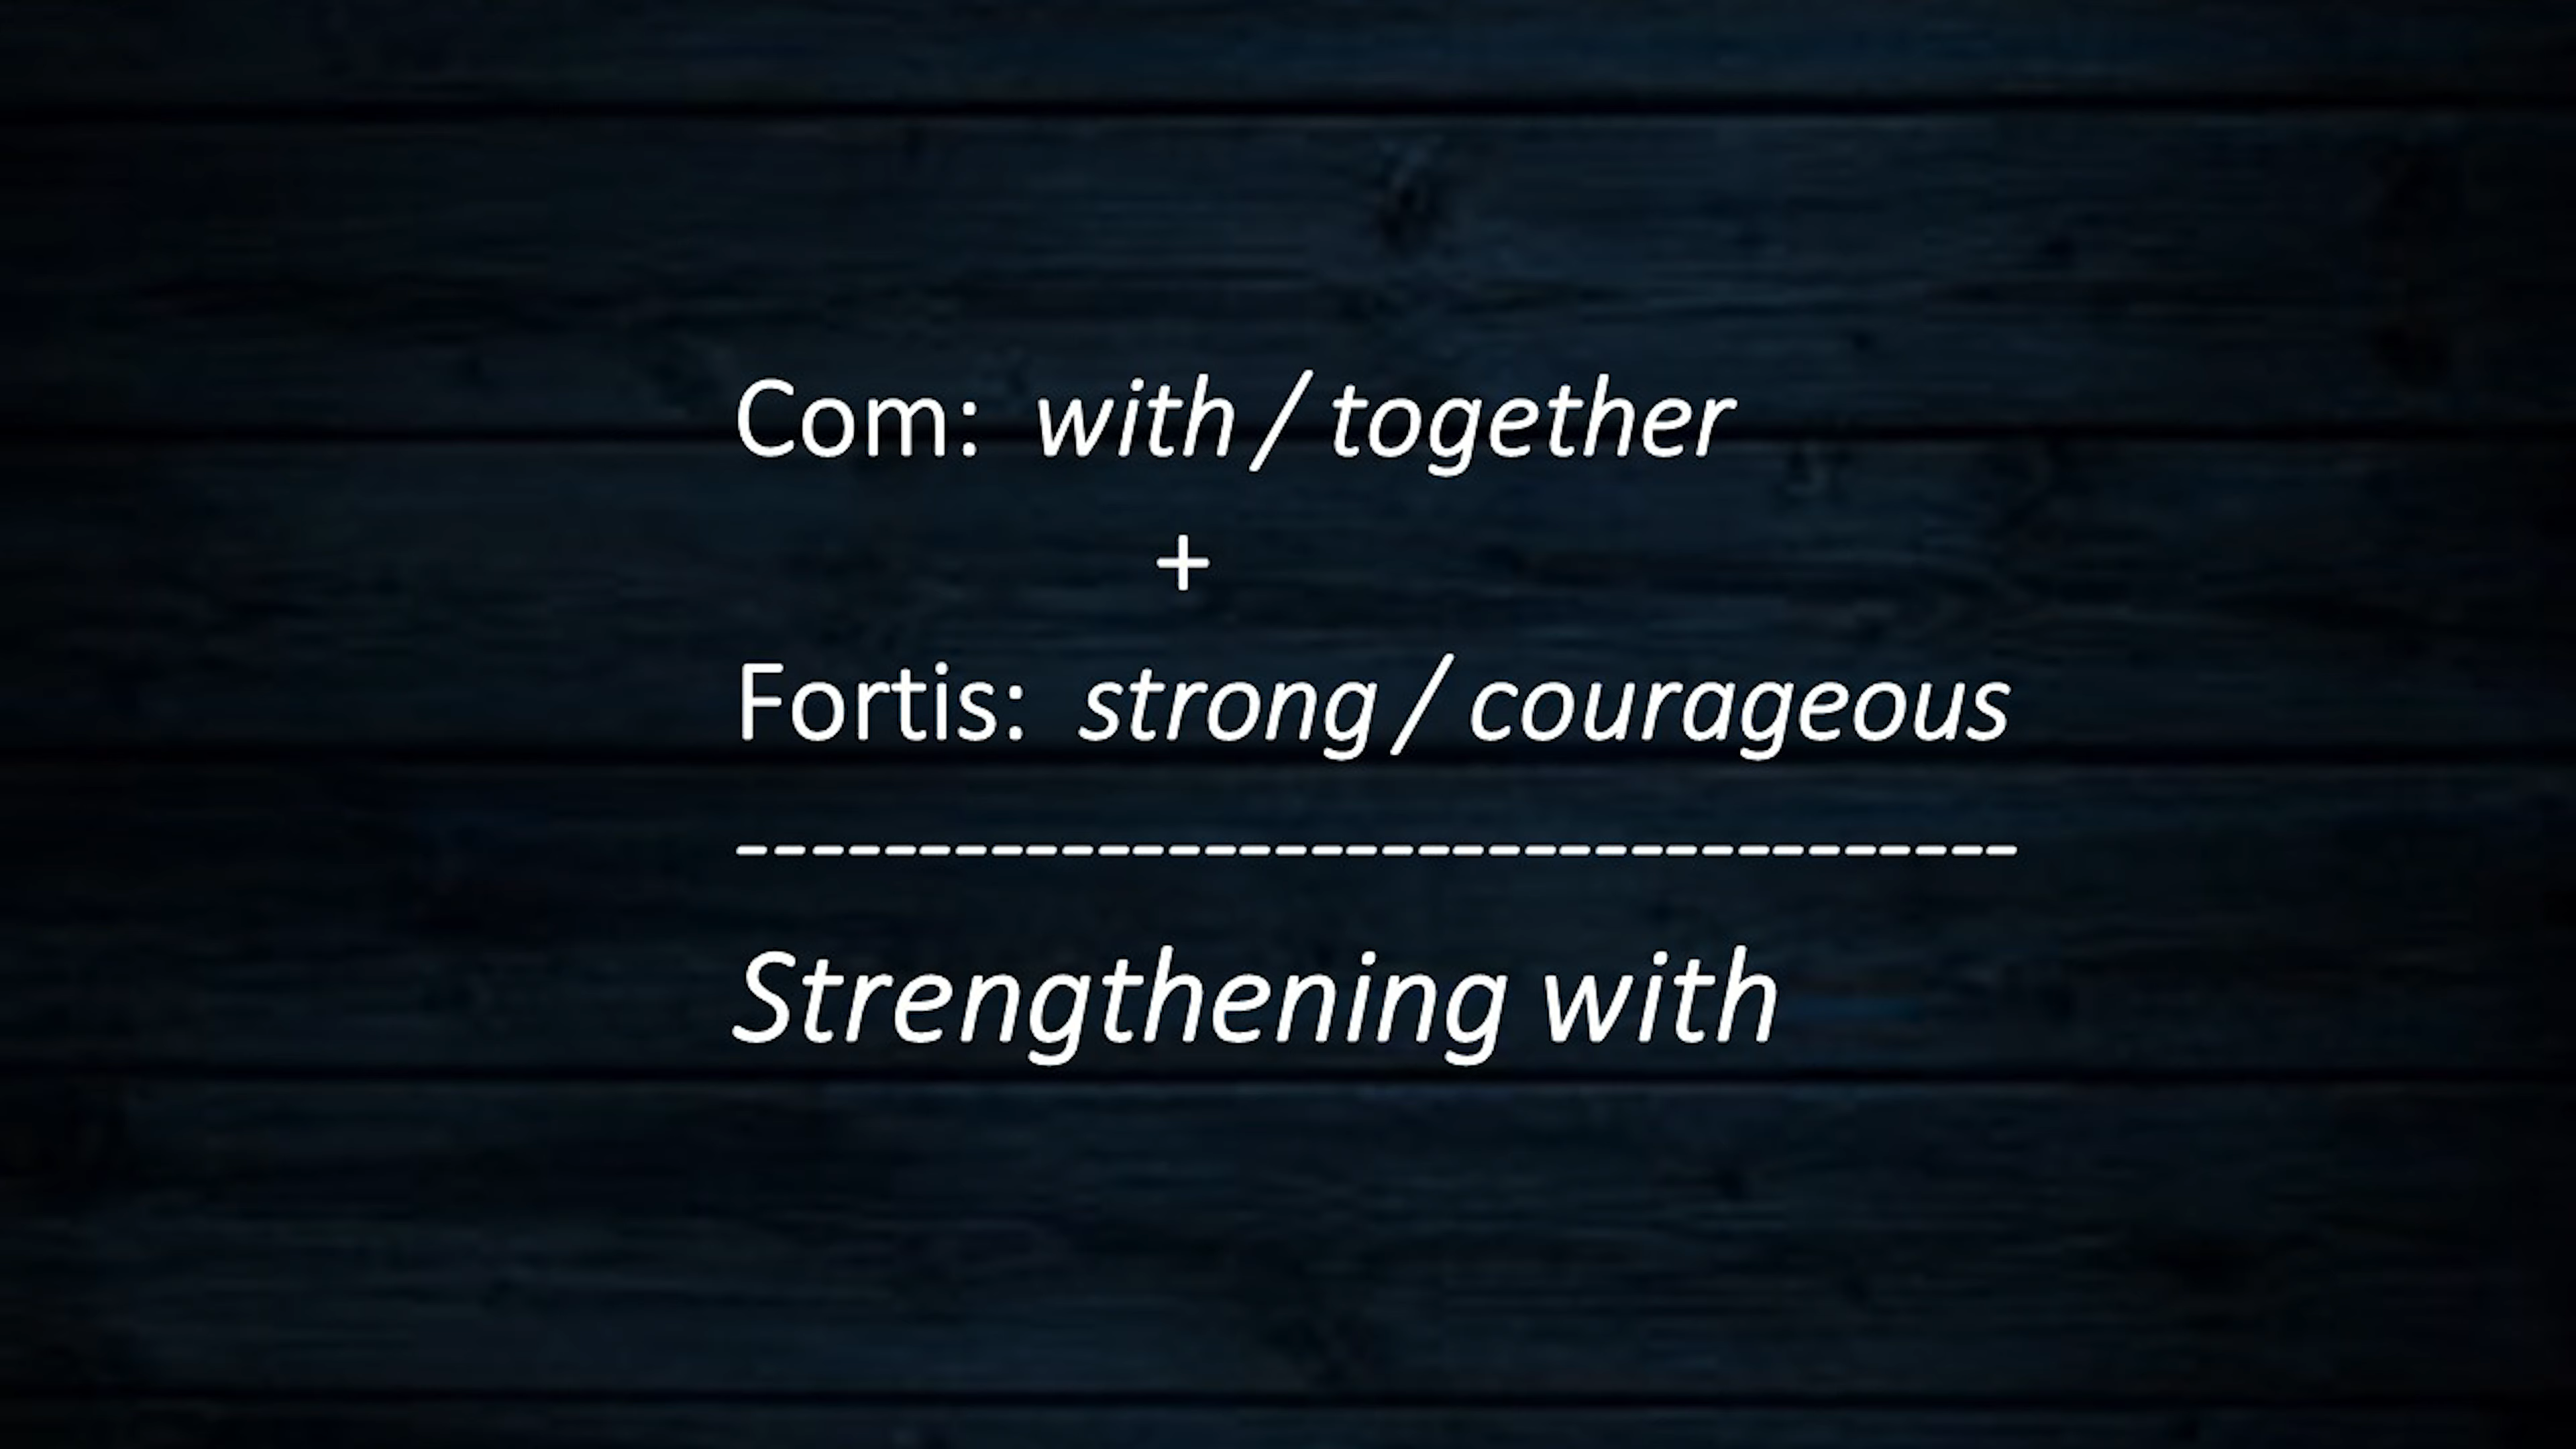 Com: with / together
+
Fortis: strong / courageous
------------------------------------
Strengthening with